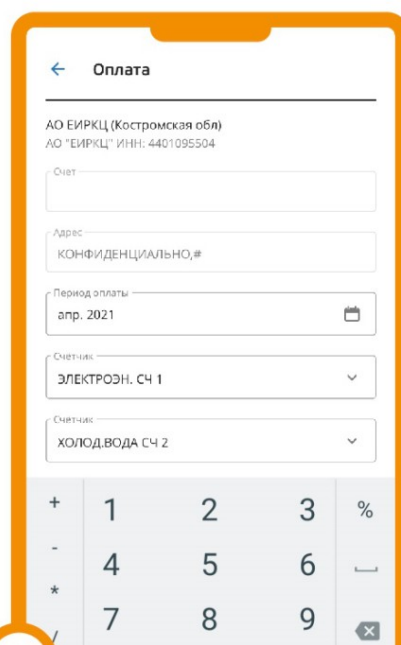 ← Оплата
АО ЕИРКЦ (Костромская обл)
АО "ЕИРКЦ" ИНН: 4401095504
Счет
Адрес
КОНФИДЕНЦИАЛЬНО,#
Период оплаты
апр. 2021
Счетчик
ЭЛЕКТРОЭН. СЧ 1
Счетчик
ХОЛОД.ВОДА СЧ 2
+ 1 2 3 %
- 4 5 6
*
/ 7 8 9